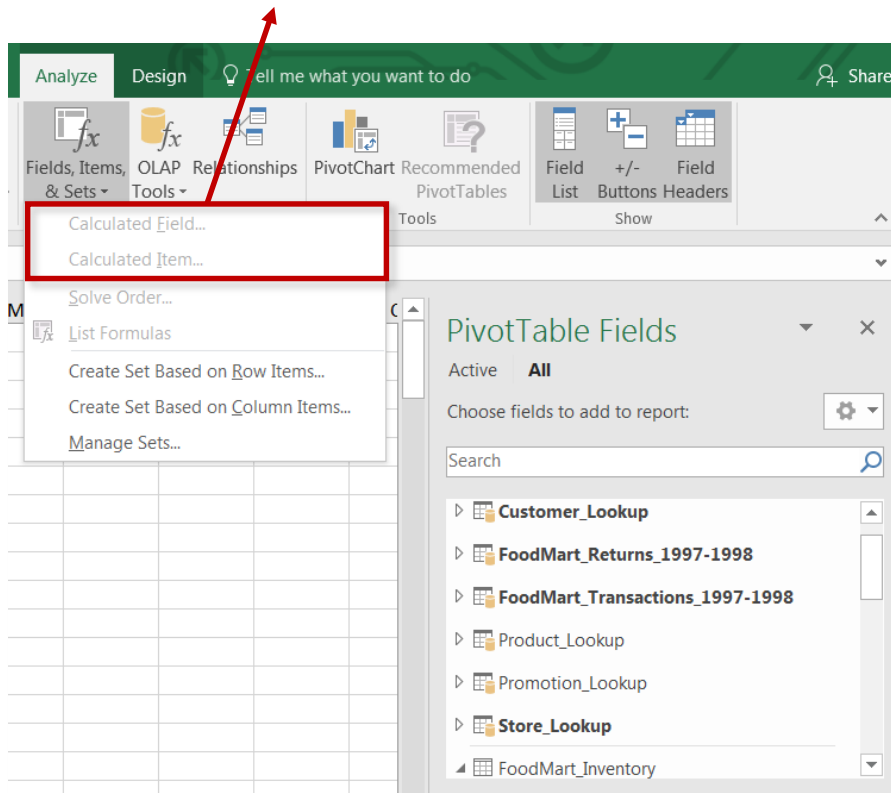 Analyze Design Tell me what you want to do Share
Fields, Items, OLAP Relationships PivotChart Recommended Field +/- Field
& Sets Tools PivotTables List Buttons Headers
Tools Show
Calculated Field...
Calculated Item...
Solve Order...
List Formulas
Create Set Based on Row Items...
Create Set Based on Column Items...
Manage Sets...
M
PivotTable Fields
Active All
Choose fields to add to report:
Search
Customer_Lookup
FoodMart_Returns_1997-1998
FoodMart_Transactions_1997-1998
Product_Lookup
Promotion_Lookup
Store_Lookup
FoodMart_Inventory